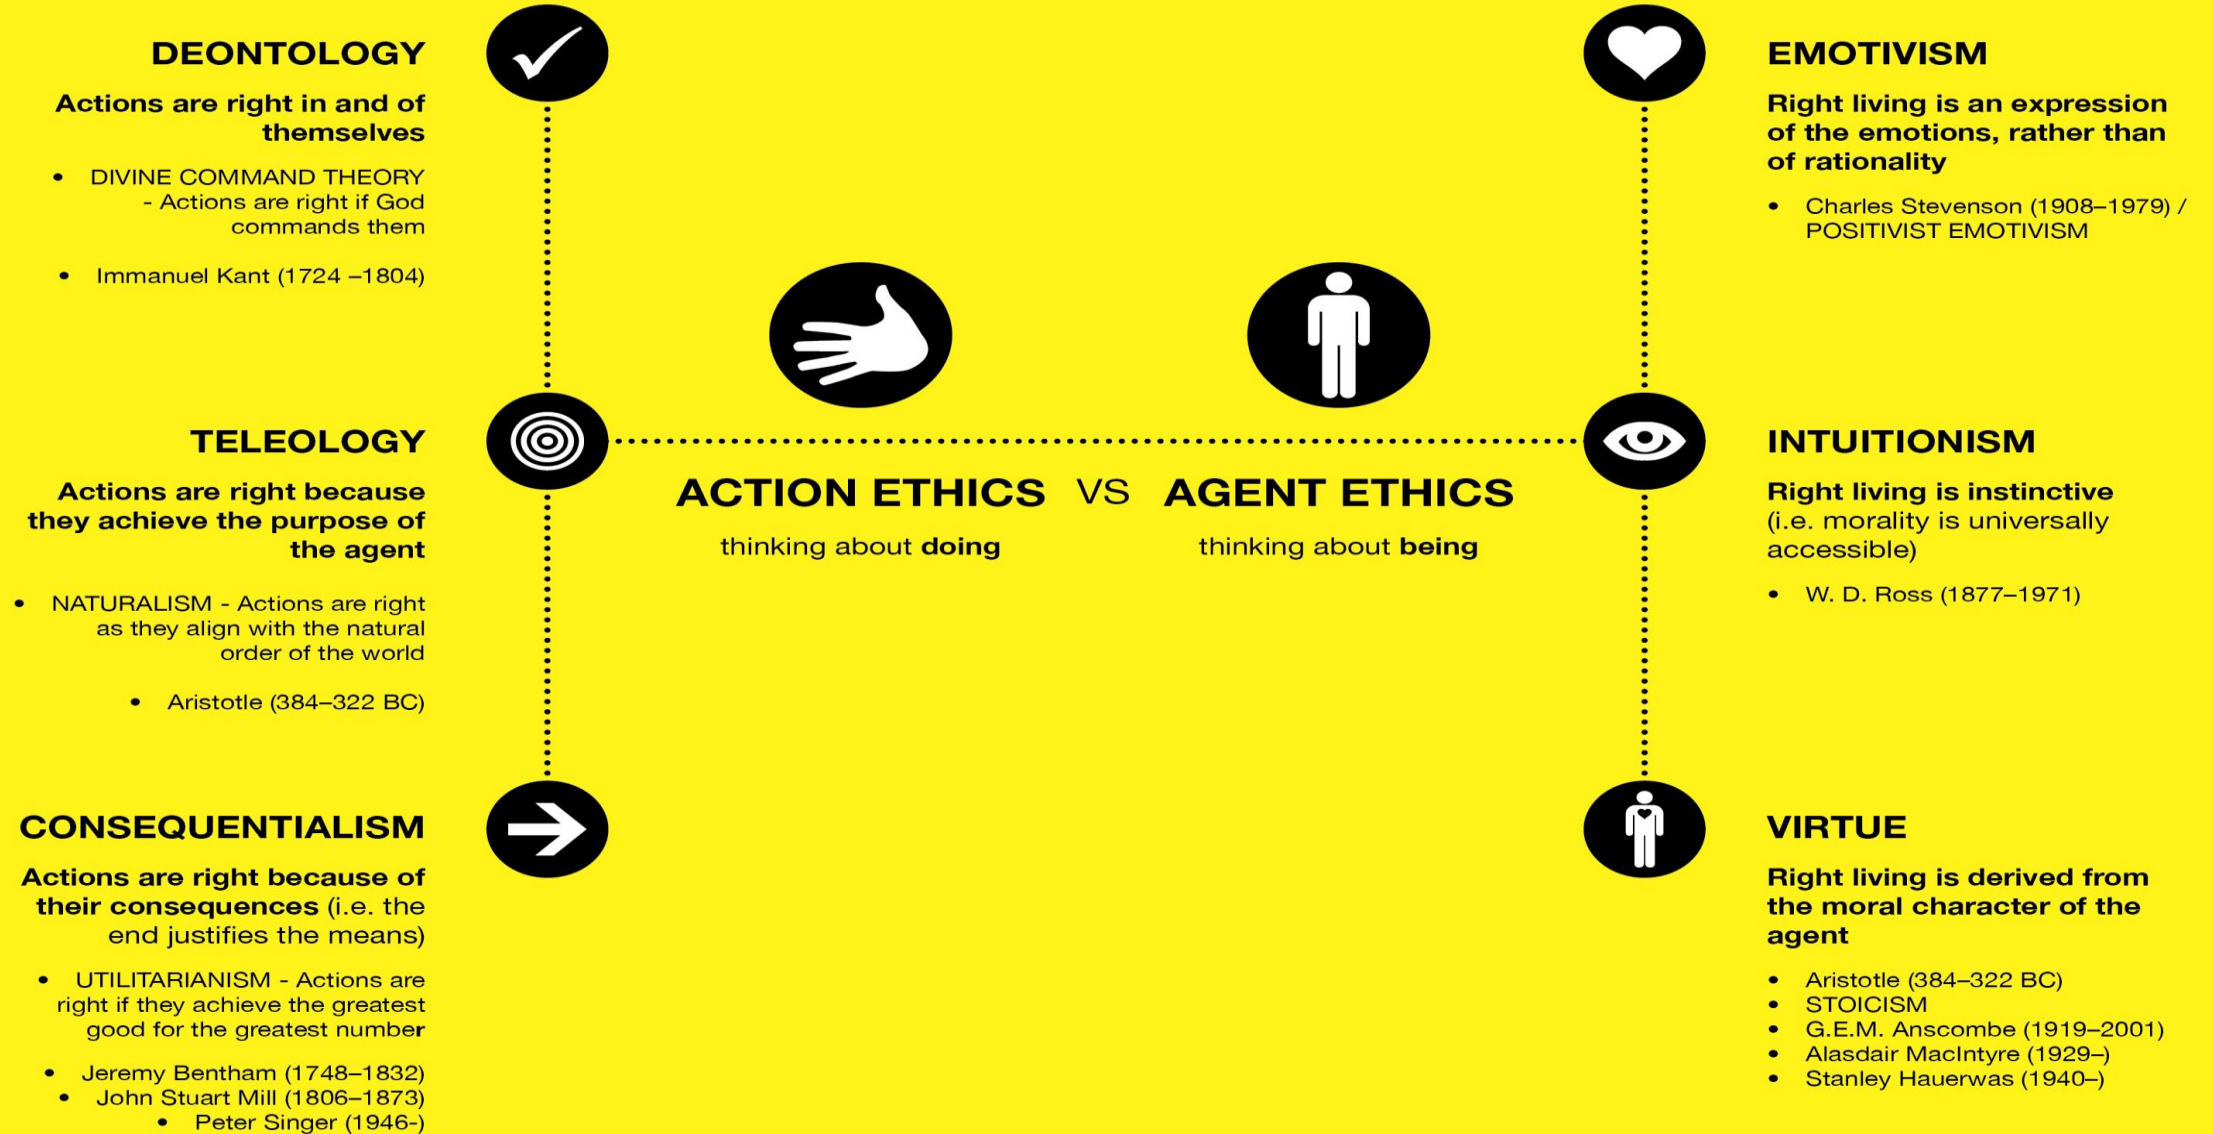 DEONTOLOGY
Actions are right in and of
themselves
• DIVINE COMMAND THEORY
- Actions are right if God
commands them
• Immanuel Kant (1724 –1804)
TELEOLOGY
Actions are right because
they achieve the purpose of
the agent
• NATURALISM - Actions are right
as they align with the natural
order of the world
• Aristotle (384–322 BC)
CONSEQUENTIALISM
Actions are right because of
their consequences (i.e. the
end justifies the means)
• UTILITARIANISM - Actions are
right if they achieve the greatest
good for the greatest number
• Jeremy Bentham (1748–1832)
• John Stuart Mill (1806–1873)
• Peter Singer (1946-)
ACTION ETHICS VS AGENT ETHICS
thinking about doing
thinking about being
EMOTIVISM
Right living is an expression
of the emotions, rather than
of rationality
• Charles Stevenson (1908–1979) /
POSITIVIST EMOTIVISM
INTUITIONISM
Right living is instinctive
(i.e. morality is universally
accessible)
• W. D. Ross (1877–1971)
VIRTUE
Right living is derived from
the moral character of the
agent
• Aristotle (384–322 BC)
• STOICISM
• G.E.M. Anscombe (1919–2001)
• Alasdair MacIntyre (1929–)
• Stanley Hauerwas (1940–)